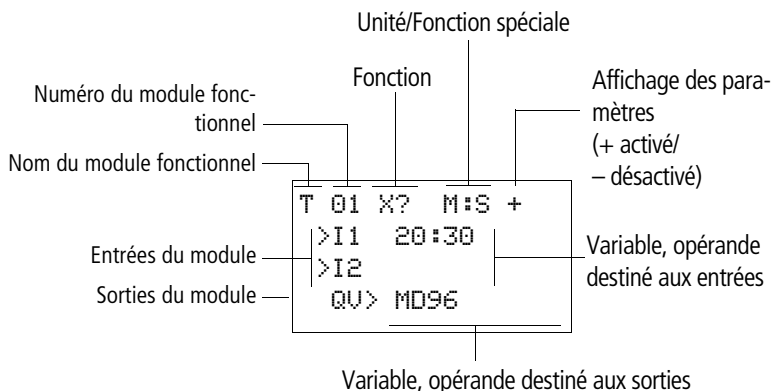 Unité/Fonction spéciale
Fonction
Numéro du module fonc-
tionnel
Nom du module fonctionnel
Affichage des para-
mètres
(+ activé/
– désactivé)
T 01 X? M:S +
>I1 20:30
>I2
QV> MD96
Entrées du module
Sorties du module
Variable, opérande
destiné aux entrées
Variable, opérande destiné aux sorties